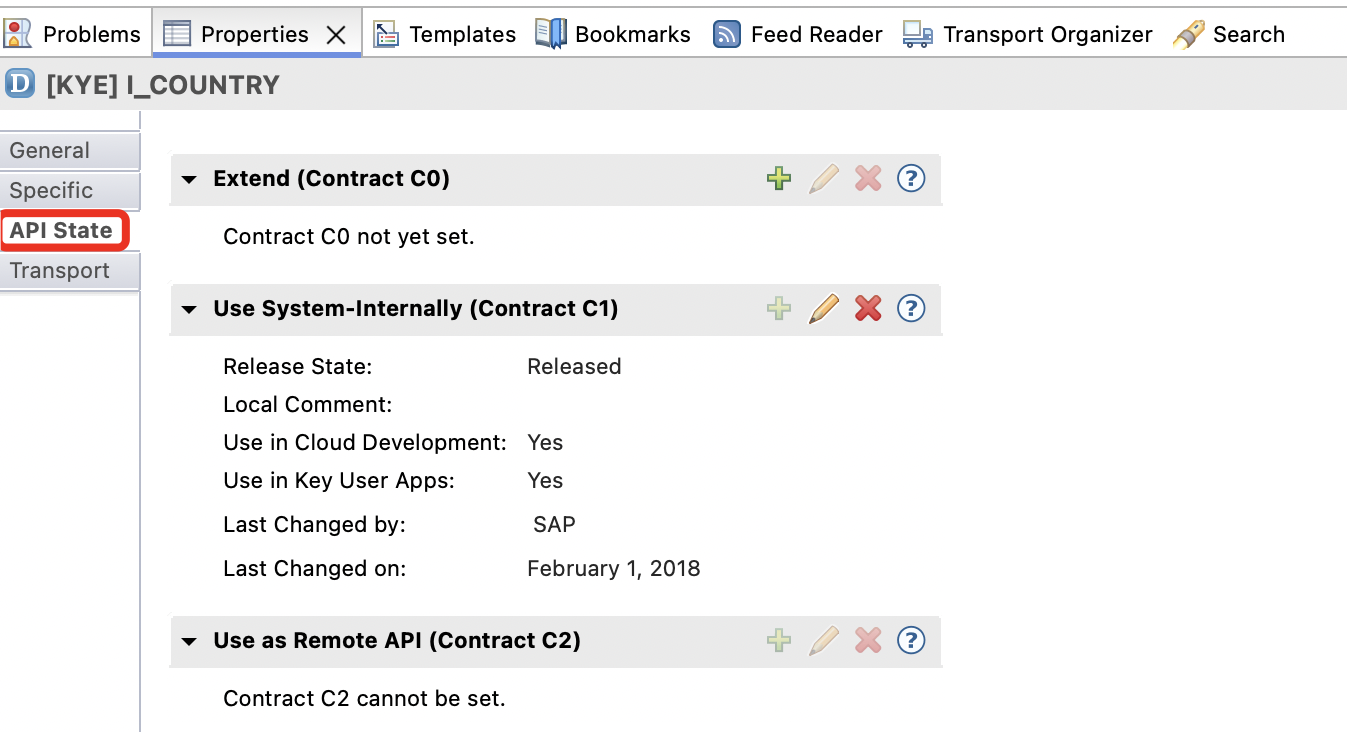 Problems Properties Templates Bookmarks Feed Reader Transport Organizer Search
D [KYE] I_COUNTRY
General
Specific
API State
Transport
Extend (Contract C0)
Contract C0 not yet set.
Use System-Internally (Contract C1)
Release State: Released
Local Comment:
Use in Cloud Development: Yes
Use in Key User Apps: Yes
Last Changed by: SAP
Last Changed on: February 1, 2018
Use as Remote API (Contract C2)
Contract C2 cannot be set.